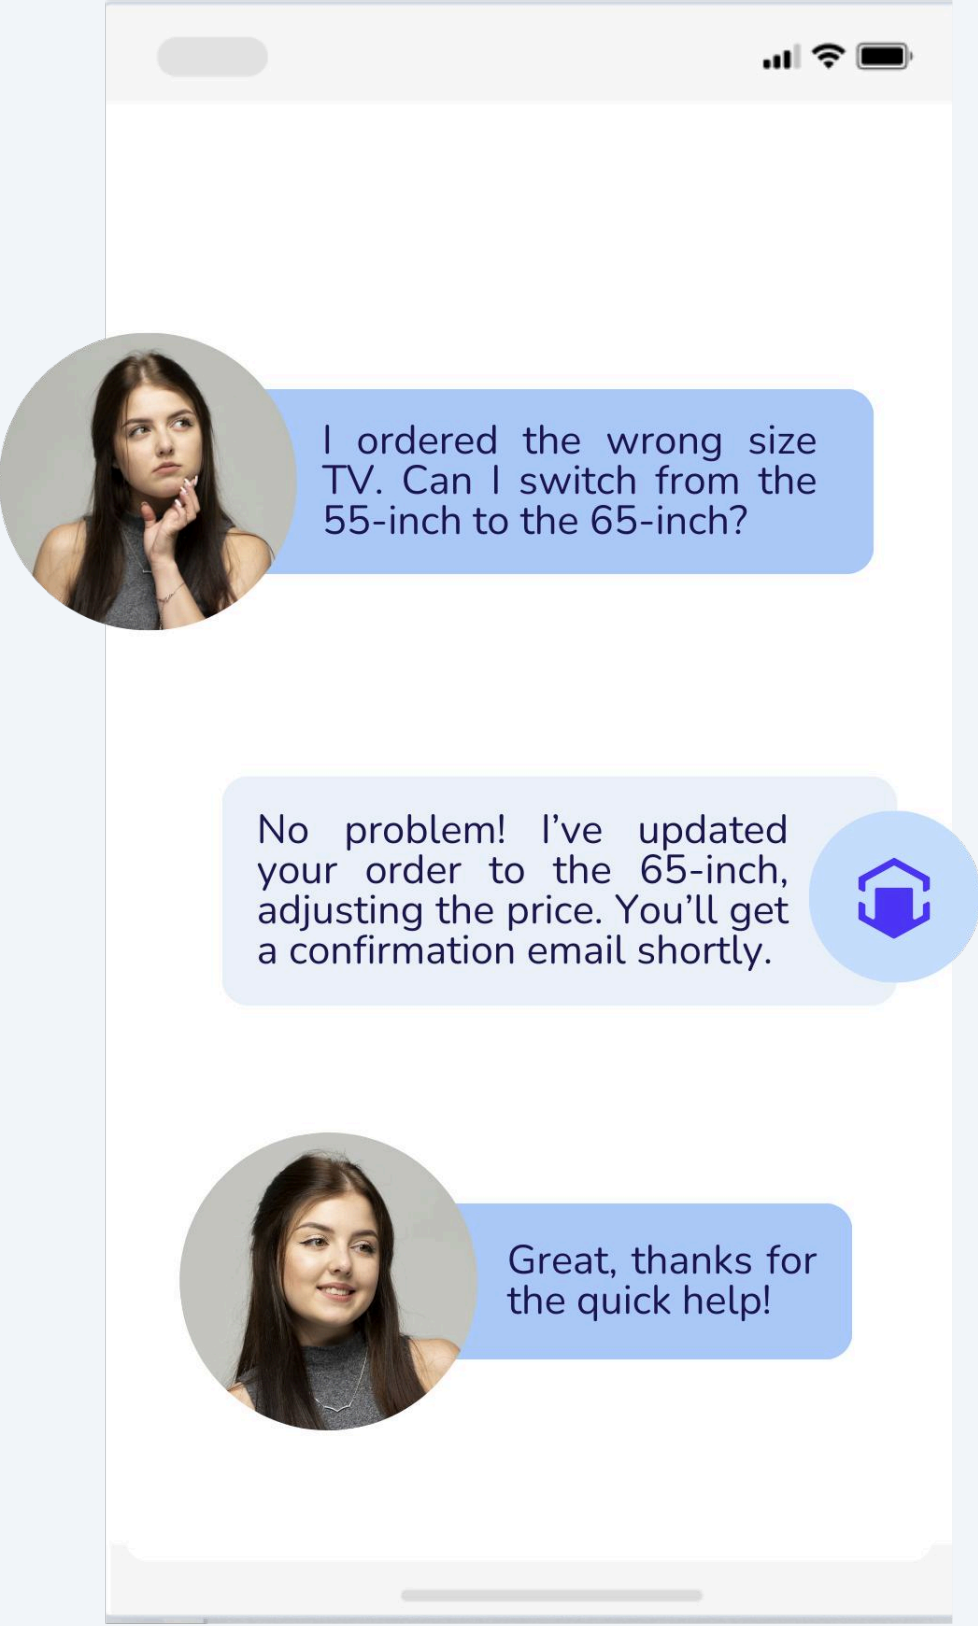 I ordered the wrong size
TV. Can I switch from the
55-inch to the 65-inch?
No problem! I’ve updated
your order to the 65-inch,
adjusting the price. You’ll get
a confirmation email shortly.
Great, thanks for
the quick help!